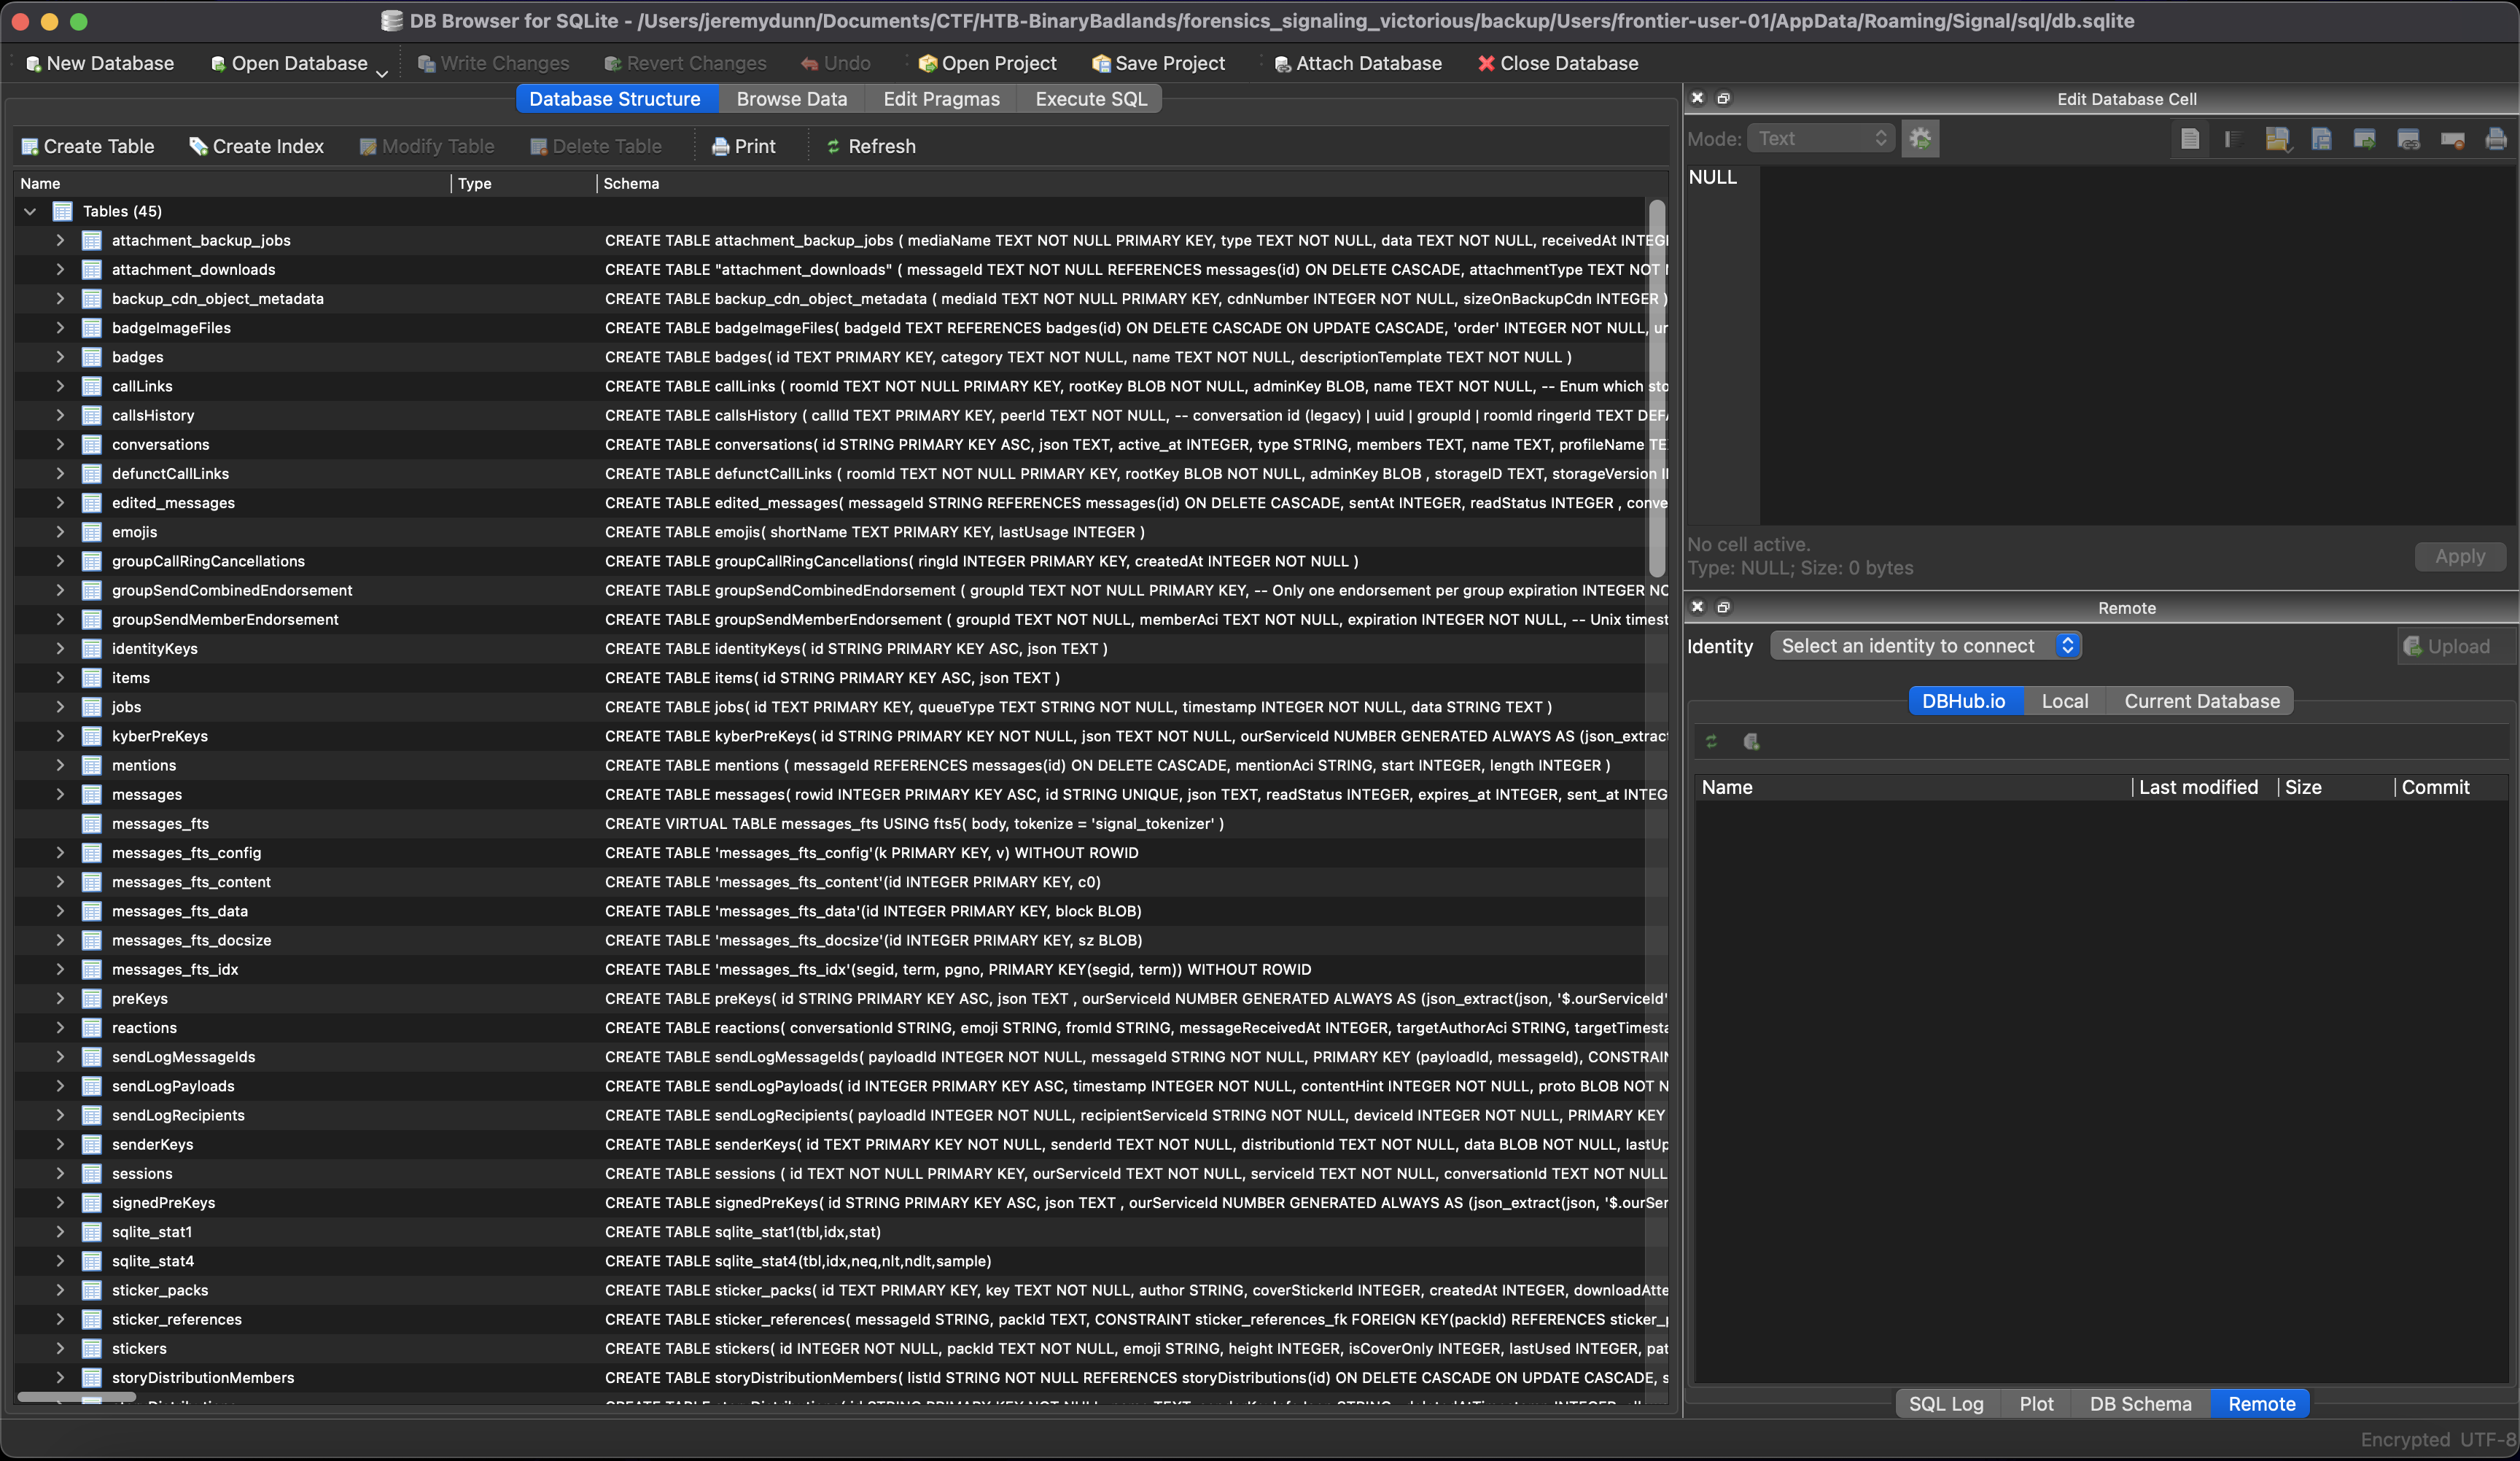 DB Browser for SQLite - /Users/jeremydunn/Documents/CTF/HTB-BinaryBadlands/forensics_signaling_victorious/backup/Users/frontier-user-01/AppData/Roaming/Signal/sql/db.sqlite
New Database Open Database Write Changes Revert Changes Undo Open Project Save Project Attach Database Close Database
Database Structure Browse Data Edit Pragmas Execute SQL
Create Table Create Index Modify Table Delete Table Print Refresh
Name Type Schema
Tables (45)
attachment_backup_jobs CREATE TABLE attachment_backup_jobs ( mediaName TEXT NOT NULL PRIMARY KEY, type TEXT NOT NULL, data TEXT NOT NULL, receivedAt INTEG
attachment_downloads CREATE TABLE "attachment_downloads" ( messageId TEXT NOT NULL REFERENCES messages(id) ON DELETE CASCADE, attachmentType TEXT NOT
backup_cdn_object_metadata CREATE TABLE backup_cdn_object_metadata ( mediaId TEXT NOT NULL PRIMARY KEY, cdnNumber INTEGER NOT NULL, sizeOnBackupCdn INTEGER )
badgeImageFiles CREATE TABLE badgeImageFiles( badgeId TEXT REFERENCES badges(id) ON DELETE CASCADE ON UPDATE CASCADE, 'order' INTEGER NOT NULL, ur
badges CREATE TABLE badges( id TEXT PRIMARY KEY, category TEXT NOT NULL, name TEXT NOT NULL, descriptionTemplate TEXT NOT NULL )
callLinks CREATE TABLE callLinks ( roomId TEXT NOT NULL PRIMARY KEY, rootKey BLOB NOT NULL, adminKey BLOB, name TEXT NOT NULL, -- Enum which sto
callsHistory CREATE TABLE callsHistory ( callId TEXT PRIMARY KEY, peerId TEXT NOT NULL, -- conversation id (legacy) | uuid | groupId | roomId ringerId TEXT DEFA
conversations CREATE TABLE conversations( id STRING PRIMARY KEY ASC, json TEXT, active_at INTEGER, type STRING, members TEXT, name TEXT, profileName TE
defunctCallLinks CREATE TABLE defunctCallLinks ( roomId TEXT NOT NULL PRIMARY KEY, rootKey BLOB NOT NULL, adminKey BLOB , storageID TEXT, storageVersion I
edited_messages CREATE TABLE edited_messages( messageId STRING REFERENCES messages(id) ON DELETE CASCADE, sentAt INTEGER, readStatus INTEGER , conve
emojis CREATE TABLE emojis( shortName TEXT PRIMARY KEY, lastUsage INTEGER )
groupCallRingCancellations CREATE TABLE groupCallRingCancellations( ringId INTEGER PRIMARY KEY, createdAt INTEGER NOT NULL )
groupSendCombinedEndorsement CREATE TABLE groupSendCombinedEndorsement ( groupId TEXT NOT NULL PRIMARY KEY, -- Only one endorsement per group expiration INTEGER NO
groupSendMemberEndorsement CREATE TABLE groupSendMemberEndorsement ( groupId TEXT NOT NULL, memberAci TEXT NOT NULL, expiration INTEGER NOT NULL, -- Unix timest
identityKeys CREATE TABLE identityKeys( id STRING PRIMARY KEY ASC, json TEXT )
items CREATE TABLE items( id STRING PRIMARY KEY ASC, json TEXT )
jobs CREATE TABLE jobs( id TEXT PRIMARY KEY, queueType TEXT STRING NOT NULL, timestamp INTEGER NOT NULL, data STRING TEXT )
kyberPreKeys CREATE TABLE kyberPreKeys( id STRING PRIMARY KEY NOT NULL, json TEXT NOT NULL, ourServiceId NUMBER GENERATED ALWAYS AS (json_extract
mentions CREATE TABLE mentions ( messageId REFERENCES messages(id) ON DELETE CASCADE, mentionAci STRING, start INTEGER, length INTEGER )
messages CREATE TABLE messages( rowid INTEGER PRIMARY KEY ASC, id STRING UNIQUE, json TEXT, readStatus INTEGER, expires_at INTEGER, sent_at INTEG
messages_fts CREATE VIRTUAL TABLE messages_fts USING fts5( body, tokenize = 'signal_tokenizer' )
messages_fts_config CREATE TABLE 'messages_fts_config'(k PRIMARY KEY, v) WITHOUT ROWID
messages_fts_content CREATE TABLE 'messages_fts_content'(id INTEGER PRIMARY KEY, c0)
messages_fts_data CREATE TABLE 'messages_fts_data'(id INTEGER PRIMARY KEY, block BLOB)
messages_fts_docsize CREATE TABLE 'messages_fts_docsize'(id INTEGER PRIMARY KEY, sz BLOB)
messages_fts_idx CREATE TABLE 'messages_fts_idx'(segid, term, pgno, PRIMARY KEY(segid, term)) WITHOUT ROWID
preKeys CREATE TABLE preKeys( id STRING PRIMARY KEY ASC, json TEXT , ourServiceId NUMBER GENERATED ALWAYS AS (json_extract(json, '$.ourServiceId'
reactions CREATE TABLE reactions( conversationId STRING, emoji STRING, fromId STRING, messageReceivedAt INTEGER, targetAuthorAci STRING, targetTimesta
sendLogMessageIds CREATE TABLE sendLogMessageIds( payloadId INTEGER NOT NULL, messageId STRING NOT NULL, PRIMARY KEY (payloadId, messageId), CONSTRAIN
sendLogPayloads CREATE TABLE sendLogPayloads( id INTEGER PRIMARY KEY ASC, timestamp INTEGER NOT NULL, contentHint INTEGER NOT NULL, proto BLOB NOT N
sendLogRecipients CREATE TABLE sendLogRecipients( payloadId INTEGER NOT NULL, recipientServiceId STRING NOT NULL, deviceId INTEGER NOT NULL, PRIMARY KEY
senderKeys CREATE TABLE senderKeys( id TEXT PRIMARY KEY NOT NULL, senderId TEXT NOT NULL, distributionId TEXT NOT NULL, data BLOB NOT NULL, lastUp
sessions CREATE TABLE sessions ( id TEXT NOT NULL PRIMARY KEY, ourServiceId TEXT NOT NULL, serviceId TEXT NOT NULL, conversationId TEXT NOT NULL
signedPreKeys CREATE TABLE signedPreKeys( id STRING PRIMARY KEY ASC, json TEXT , ourServiceId NUMBER GENERATED ALWAYS AS (json_extract(json, '$.ourSer
sqlite_stat1 CREATE TABLE sqlite_stat1(tbl,idx,stat)
sqlite_stat4 CREATE TABLE sqlite_stat4(tbl,idx,neq,nlt,ndlt,sample)
sticker_packs CREATE TABLE sticker_packs( id TEXT PRIMARY KEY, key TEXT NOT NULL, author STRING, coverStickerId INTEGER, createdAt INTEGER, downloadAtte
sticker_references CREATE TABLE sticker_references( messageId STRING, packId TEXT, CONSTRAINT sticker_references_fk FOREIGN KEY(packId) REFERENCES sticker_p
stickers CREATE TABLE stickers( id INTEGER NOT NULL, packId TEXT NOT NULL, emoji STRING, height INTEGER, isCoverOnly INTEGER, lastUsed INTEGER, pat
storyDistributionMembers CREATE TABLE storyDistributionMembers( listId STRING NOT NULL REFERENCES storyDistributions(id) ON DELETE CASCADE ON UPDATE CASCADE, s
Edit Database Cell
Mode: Text
NULL
No cell active.
Type: NULL; Size: 0 bytes
Apply
Remote
Identity Select an identity to connect Upload
DBHub.io Local Current Database
Name Last modified Size Commit
SQL Log Plot DB Schema Remote
Encrypted UTF-8